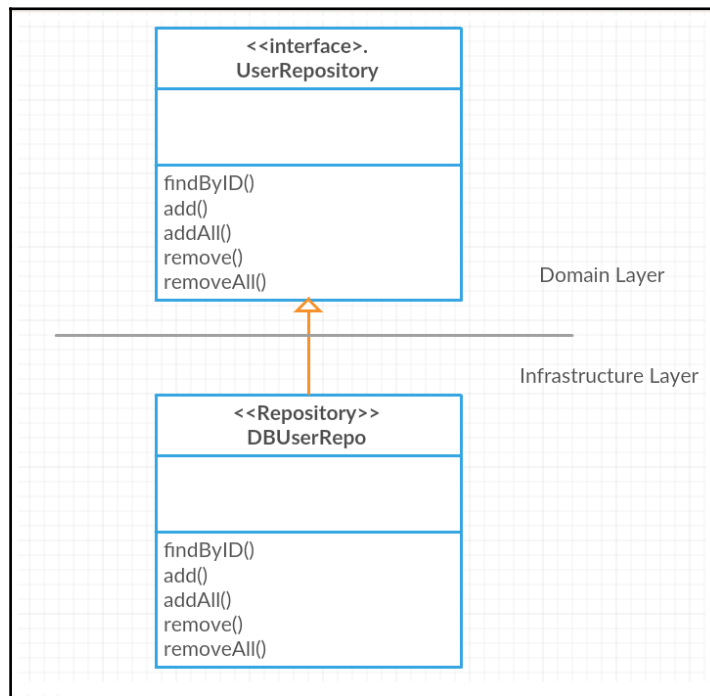 <<interface>.
UserRepository
findByID()
add()
addAll()
remove()
removeAll()
Domain Layer
Infrastructure Layer
<<Repository>>
DBUserRepo
findByID()
add()
addAll()
remove()
removeAll()